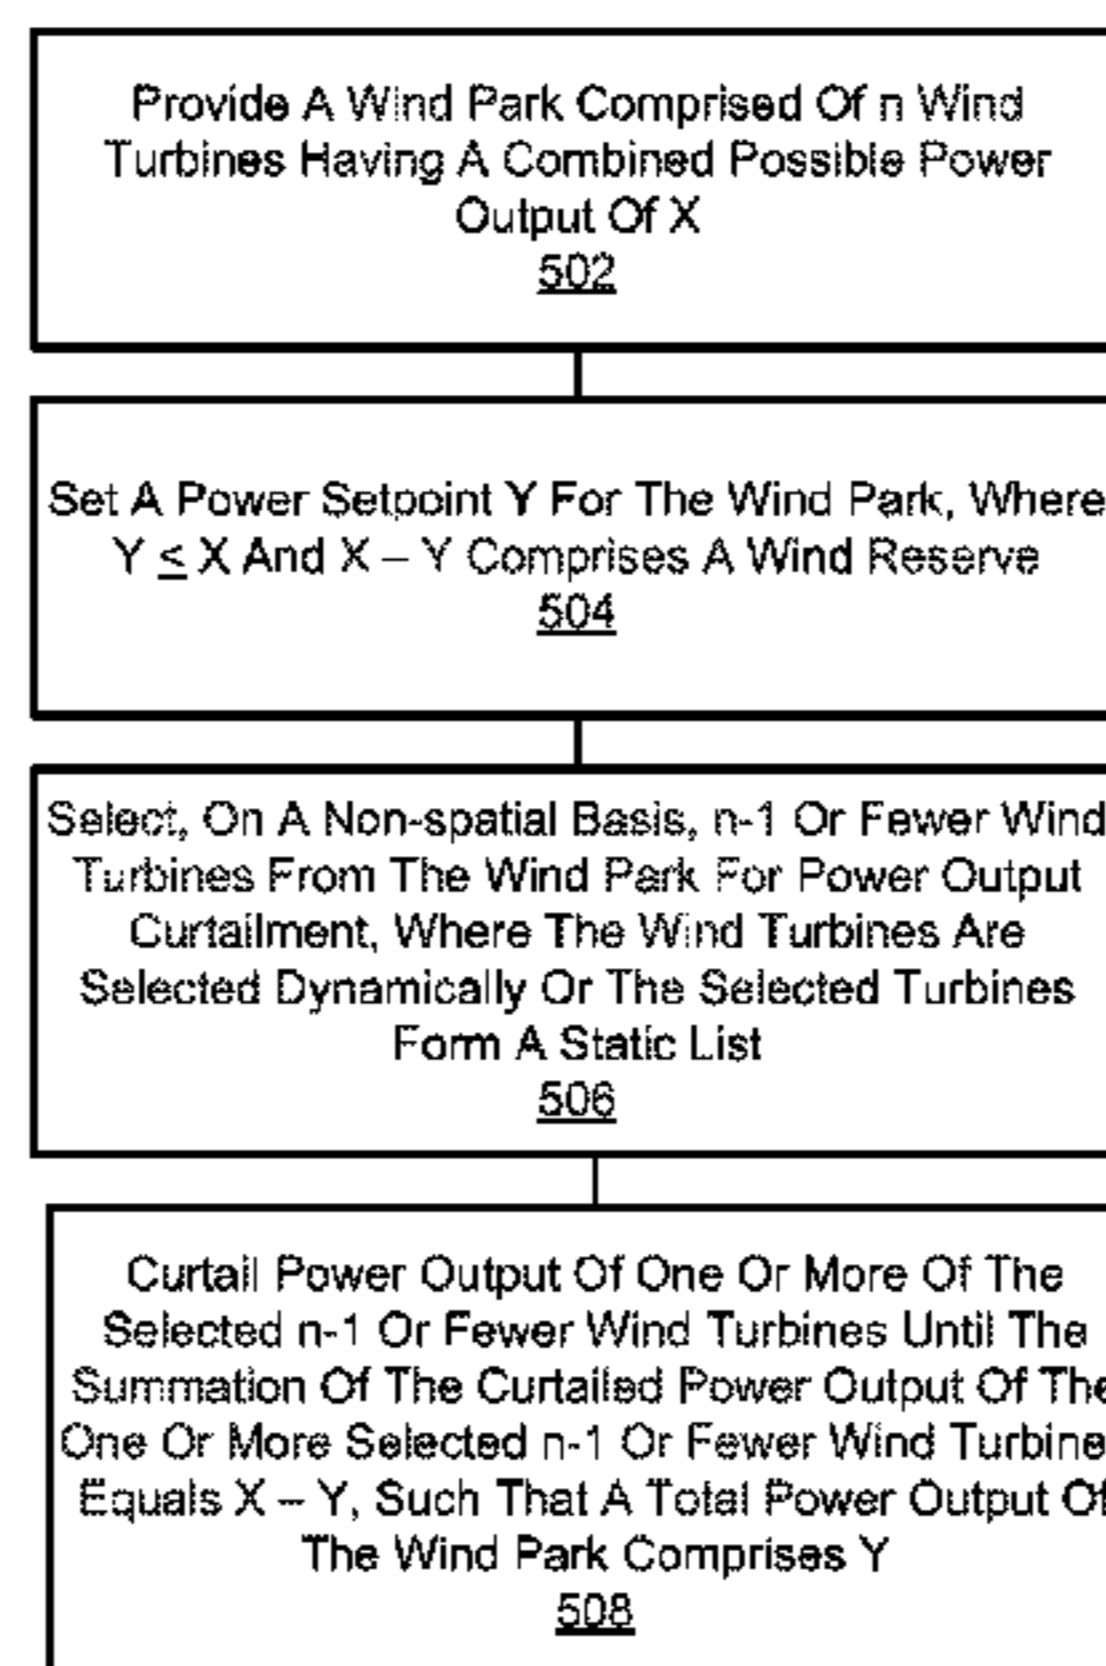 Provide A Wind Park Comprised Of n Wind
Turbines Having A Combined Possible Power
Output Of X
502
Set A Power Setpoint Y For The Wind Park, Where
Y ≤ X And X – Y Comprises A Wind Reserve
504
Select, On A Non-spatial Basis, n-1 Or Fewer Wind
Turbines From The Wind Park For Power Output
Curtailment, Where The Wind Turbines Are
Selected Dynamically Or The Selected Turbines
Form A Static List
506
Curtail Power Output Of One Or More Of The
Selected n-1 Or Fewer Wind Turbines Until The
Summation Of The Curtailed Power Output Of The
One Or More Selected n-1 Or Fewer Wind Turbine
Equals X – Y, Such That A Total Power Output Of
The Wind Park Comprises Y
508